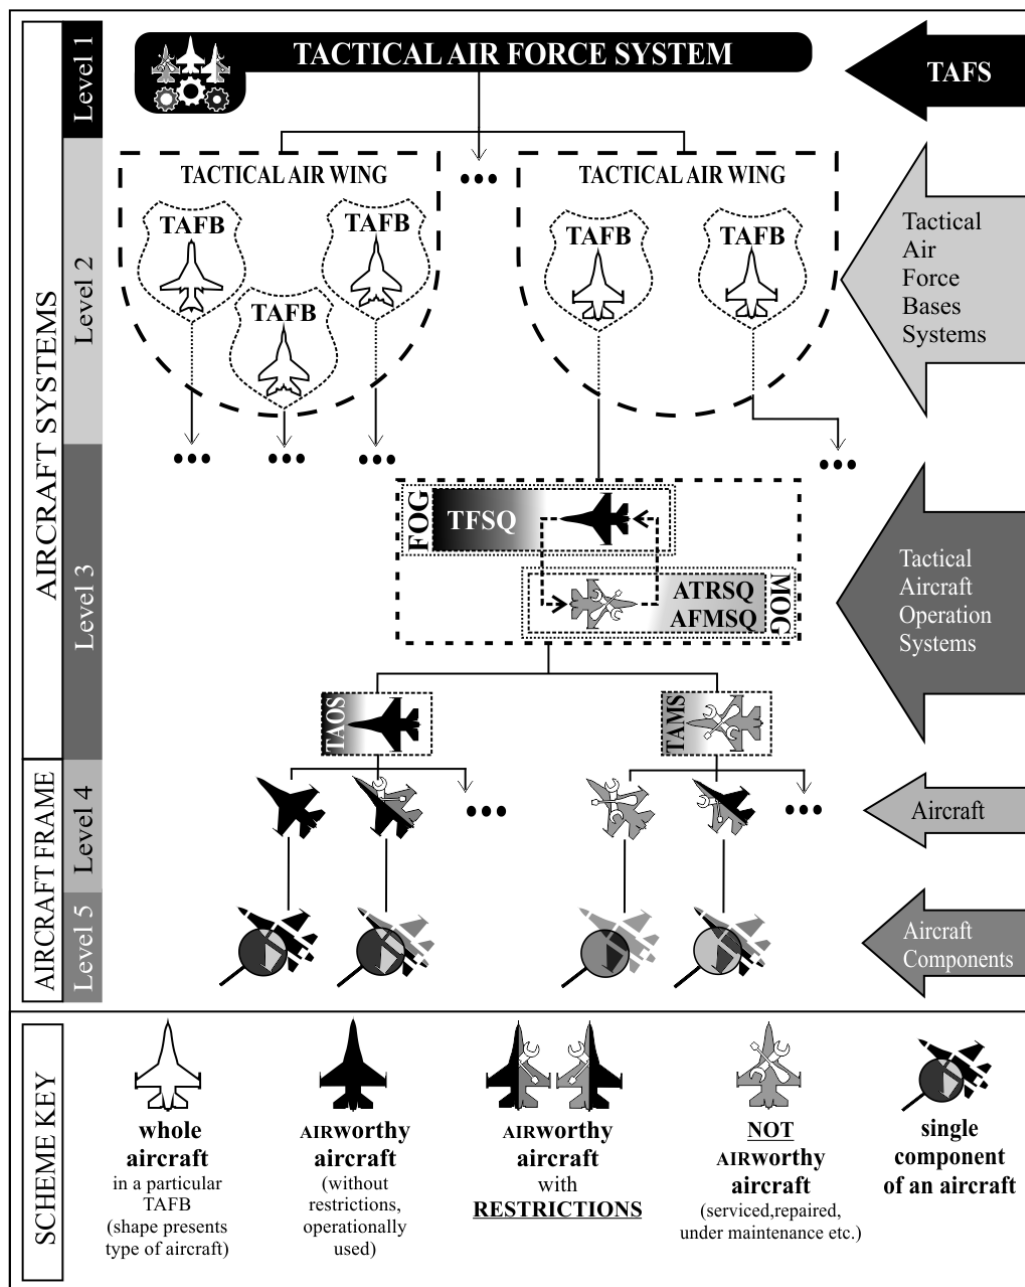 AIRCRAFT SYSTEMS
AIRCRAFT FRAME
Level 1
Level 2
Level 3
Level 4
Level 5
TACTICAL AIR FORCE SYSTEM
TAFS
TACTICAL AIR WING
TAFB
TAFB
TAFB
TACTICAL AIR WING
TAFB
TAFB
Tactical
Air
Force
Bases
Systems
FOG
TFSQ
ATRSQ
AFMSQ
MOG
Tactical
Aircraft
Operation
Systems
TAOS
TAMS
Aircraft
Aircraft
Components
SCHEME KEY
whole
aircraft
in a particular
TAFB
(shape presents
type of aircraft)
AIRworthy
aircraft
(without
restrictions,
operationally
used)
AIRworthy
aircraft
with
RESTRICTIONS
NOT
AIRworthy
aircraft
(serviced,repaired,
under maintenance etc.)
single
component
of an aircraft